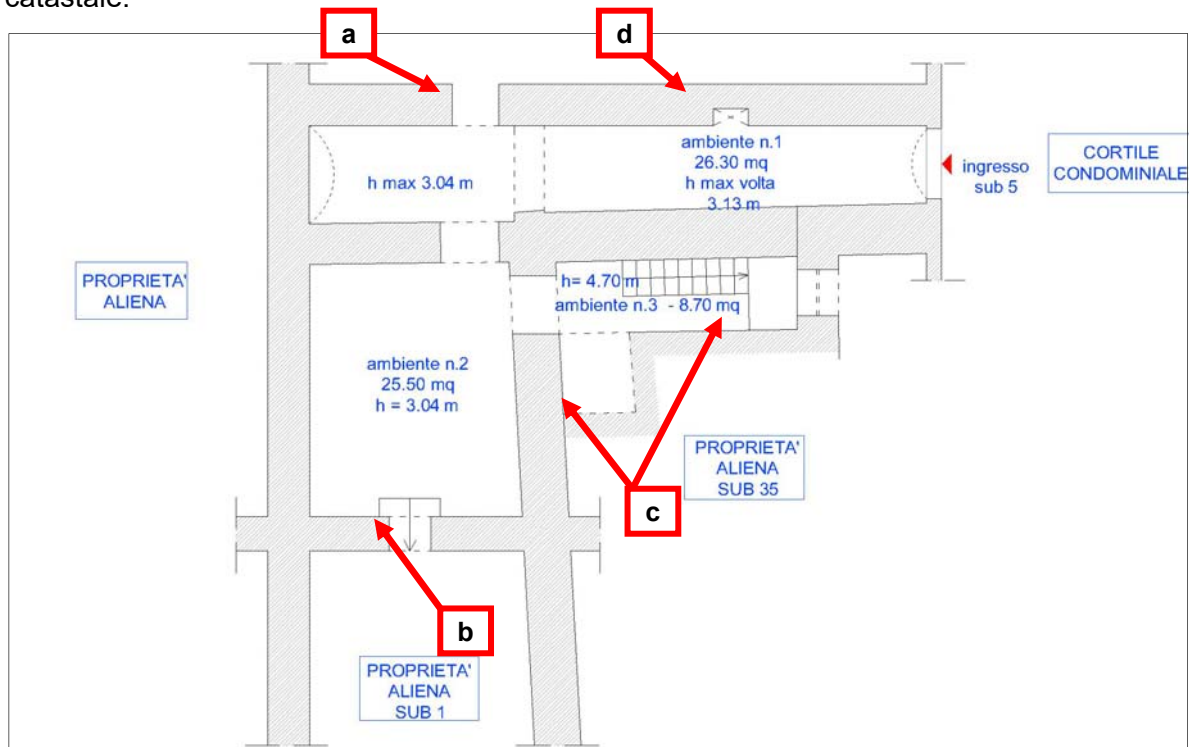 catastale.
a
d
ambiente n.1
26.30 mq
h max volta
3.13 m
h max 3.04 m
ingresso
sub 5
CORTILE
CONDOMINIALE
PROPRIETA'
ALIENA
h= 4.70 m
ambiente n.3 - 8.70 mq
ambiente n.2
25.50 mq
h = 3.04 m
PROPRIETA'
ALIENA
SUB 35
c
b
PROPRIETA'
ALIENA
SUB 1